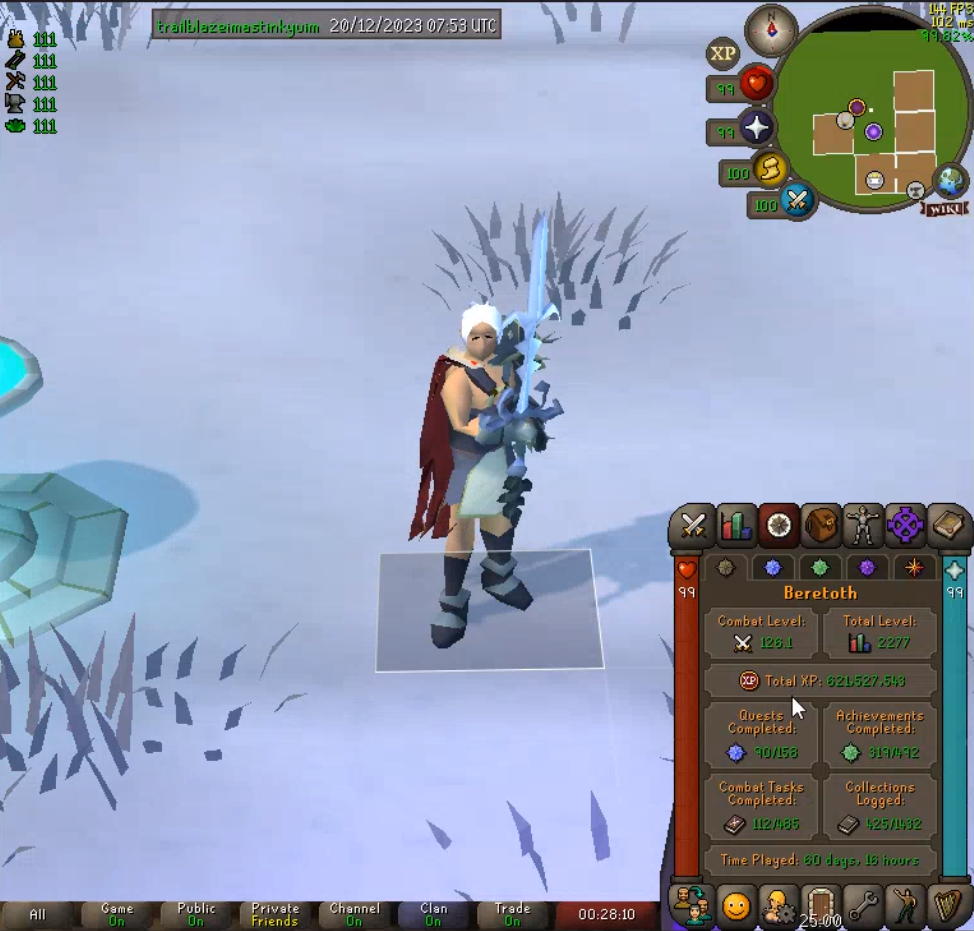 trailblazeimastinkyuim 20/12/2023 07:53 UTC
144 FPS
102 ms
99.82%
111
111
111
111
111
XP
99
99
100
100
WIKI
N
99
99
Beretoth
Combat Level:
126.1
Total Level:
2277
XP Total XP: 621,527,543
Quests
Completed:
90/158
Achievements
Completed:
319/492
Combat Tasks
Completed:
112/485
Collections
Logged:
425/1432
Time Played: 60 days, 16 hours
25:00
All
Game
On
Public
On
Private
Friends
Channel
On
Clan
On
Trade
On
00:28:10